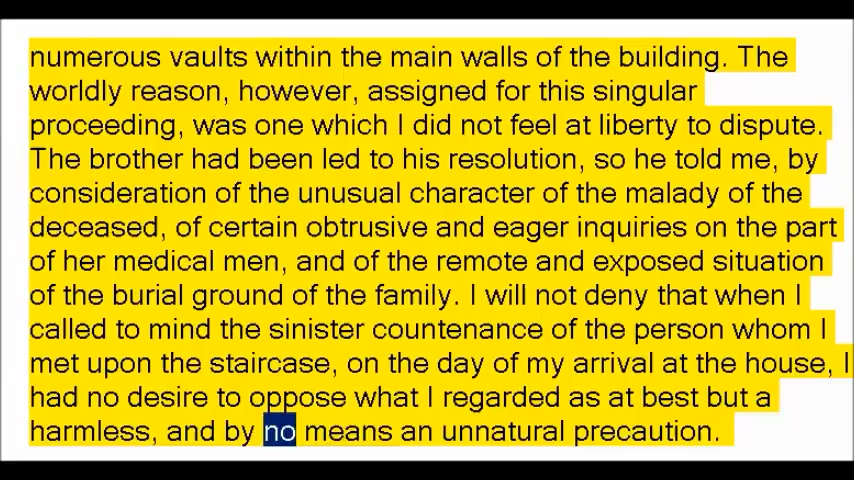 numerous vaults within the main walls of the building. The
worldly reason, however, assigned for this singular
proceeding, was one which I did not feel at liberty to dispute.
The brother had been led to his resolution, so he told me, by
consideration of the unusual character of the malady of the
deceased, of certain obtrusive and eager inquiries on the part
of her medical men, and of the remote and exposed situation
of the burial ground of the family. I will not deny that when I
called to mind the sinister countenance of the person whom I
met upon the staircase, on the day of my arrival at the house, I
had no desire to oppose what I regarded as at best but a
harmless, and by no means an unnatural precaution.